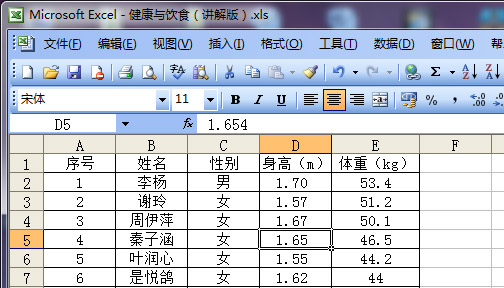 Microsoft Excel - 健康与饮食（讲解版）.xls
文件(F) 编辑(E) 视图(V) 插入(I) 格式(O) 工具(T) 数据(D) 窗口(W)
宋体 11 B I U % ,
D5 fx 1.654
A B C D E F
1 序号 姓名 性别 身高（m） 体重（kg）
2 1 李杨 男 1.70 53.4
3 2 谢玲 女 1.57 51.2
4 3 周伊萍 女 1.67 50.1
5 4 秦子涵 女 1.65 46.5
6 5 叶润心 女 1.55 44.2
7 6 是悦鸽 女 1.62 44